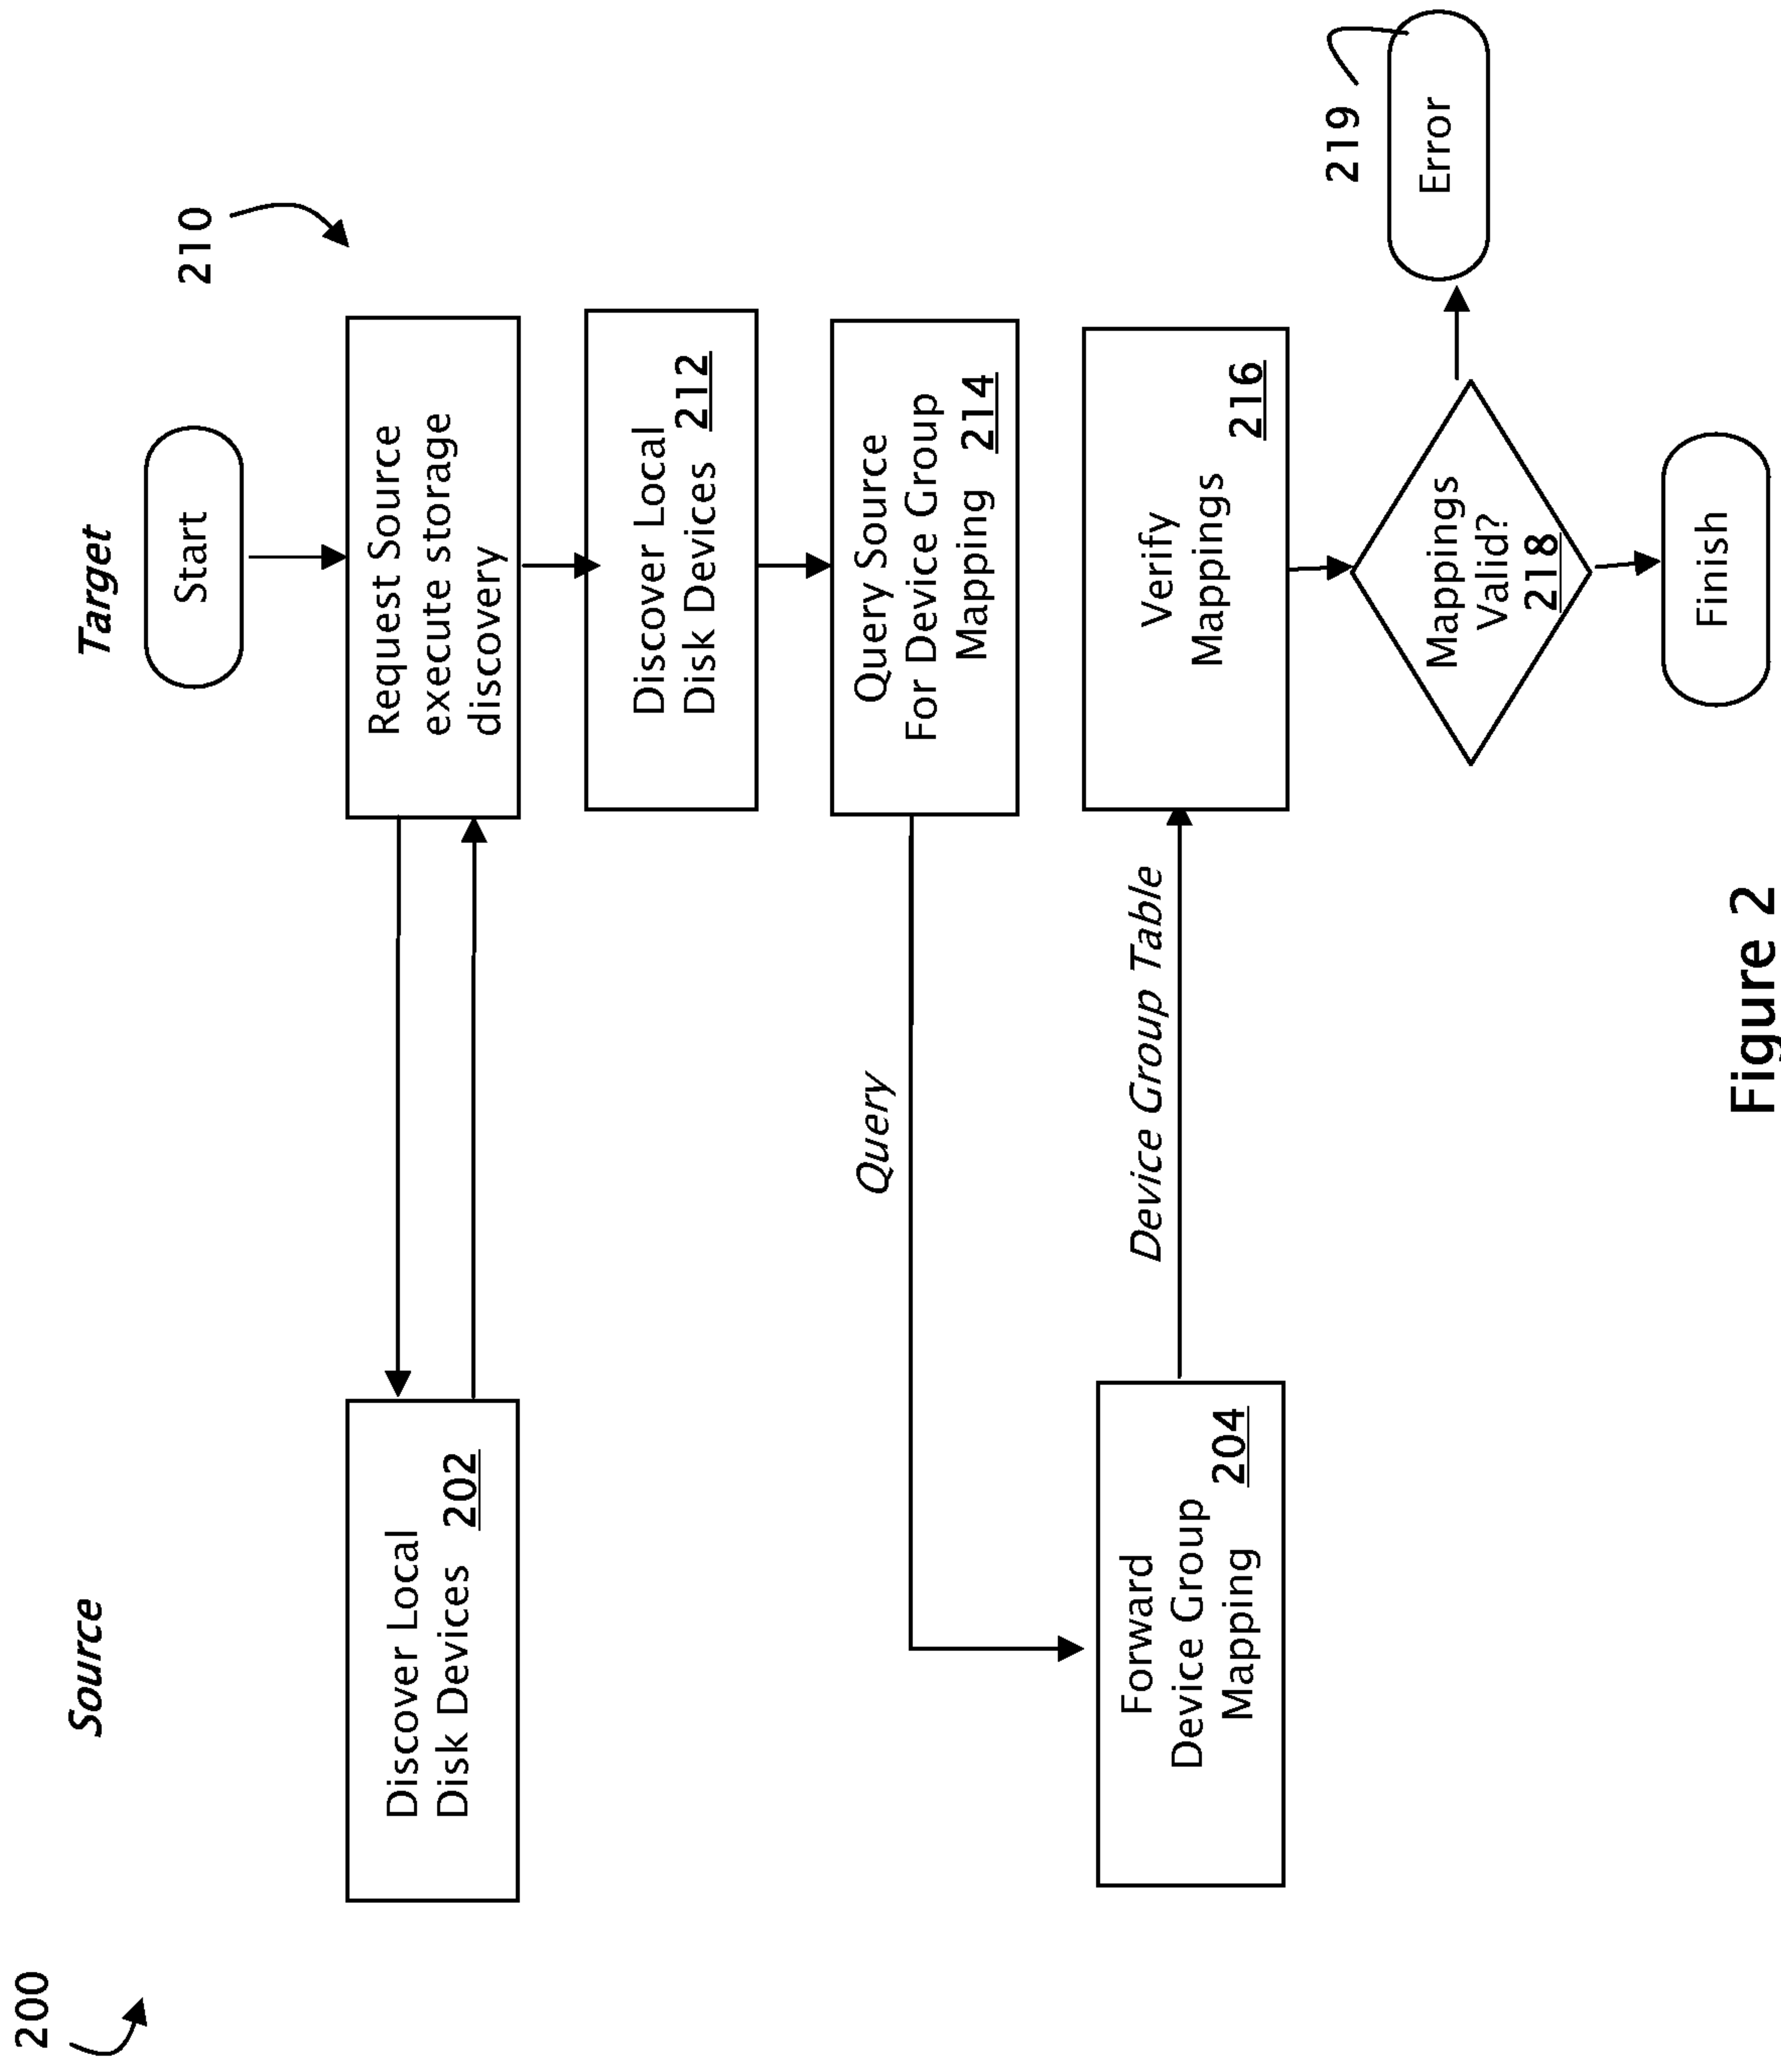 200
Source
Target
Start
210
Discover Local
Disk Devices 202
Request Source
execute storage
discovery
Discover Local
Disk Devices 212
Query
Query Source
For Device Group
Mapping 214
Forward
Device Group
Mapping 204
Device Group Table
Verify
Mappings 216
Mappings
Valid?
218
219
Error
Finish
Figure 2